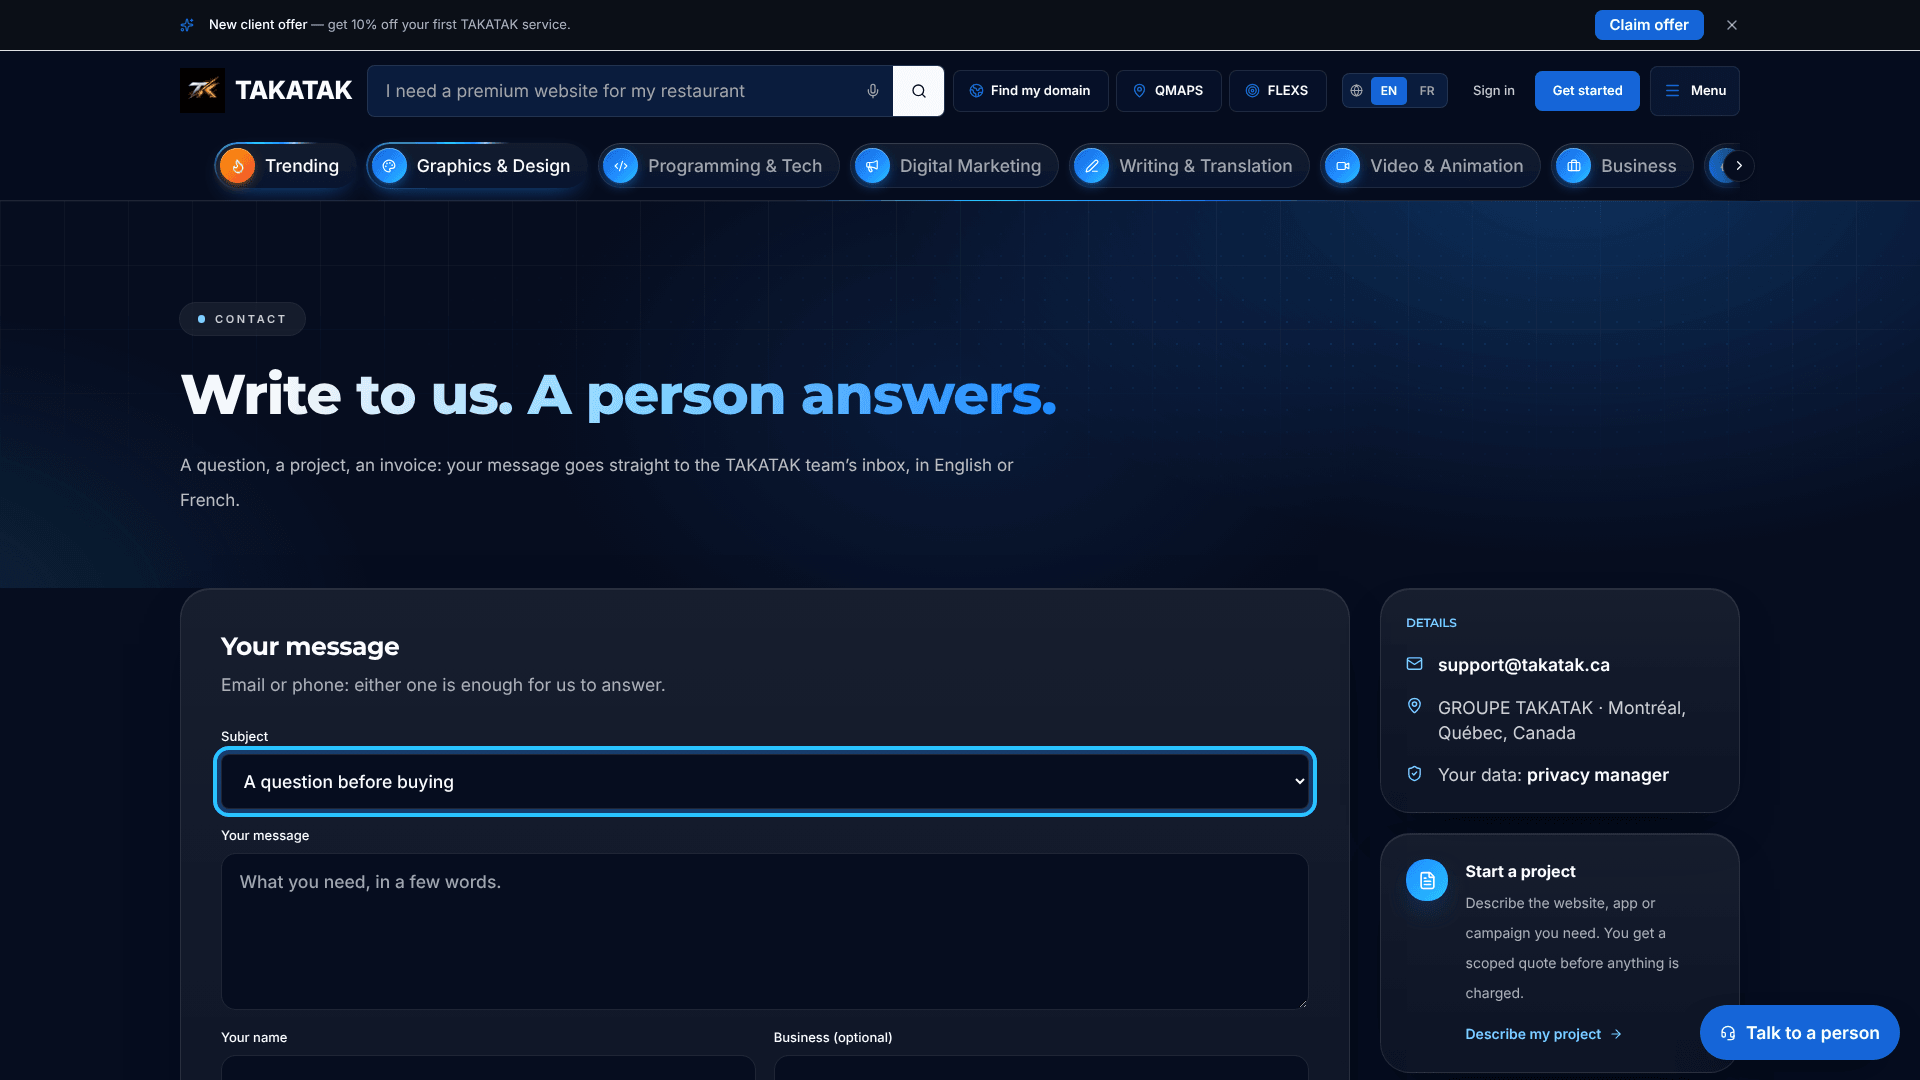 New client offer — get 10% off your first TAKATAK service.
Claim offer
TAKATAK
I need a premium website for my restaurant
Find my domain
QMAPS
FLEXS
EN
FR
Sign in
Get started
Menu
Trending
Graphics & Design
Programming & Tech
Digital Marketing
Writing & Translation
Video & Animation
Business
CONTACT
Write to us. A person answers.
A question, a project, an invoice: your message goes straight to the TAKATAK team’s inbox, in English or
French.
Your message
Email or phone: either one is enough for us to answer.
Subject
A question before buying
Your message
What you need, in a few words.
Your name
Business (optional)
DETAILS
support@takatak.ca
GROUPE TAKATAK · Montréal,
Québec, Canada
Your data: privacy manager
Start a project
Describe the website, app or
campaign you need. You get a
scoped quote before anything is
charged.
Describe my project
Talk to a person